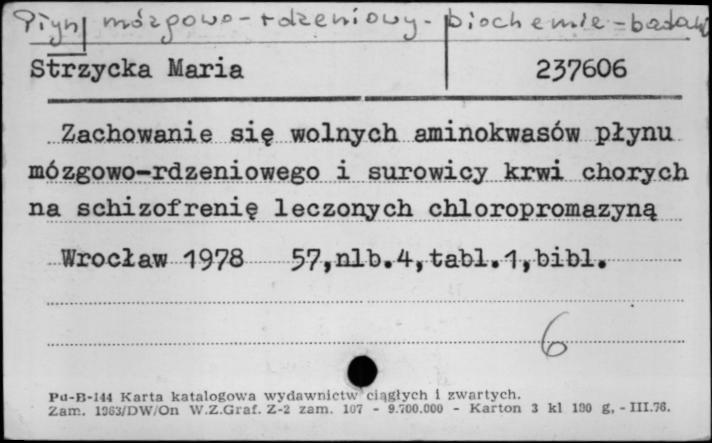 Płyn mózgowo-rdzeniowy - biochemia - badanie
Strzycka Maria 237606
Zachowanie się wolnych aminokwasów płynu
mózgowo-rdzeniowego i surowicy krwi chorych
na schizofrenię leczonych chloropromazyną
Wrocław 1978 57,nlb.4,tabl.1,bibl.
6
Pu-B-144 Karta katalogowa wydawnictw ciągłych i zwartych.
Zam. 1963/DW/On W.Z.Graf. Z-2 zam. 107 - 9.700.000 - Karton 3 kl 180 g, - III.76.